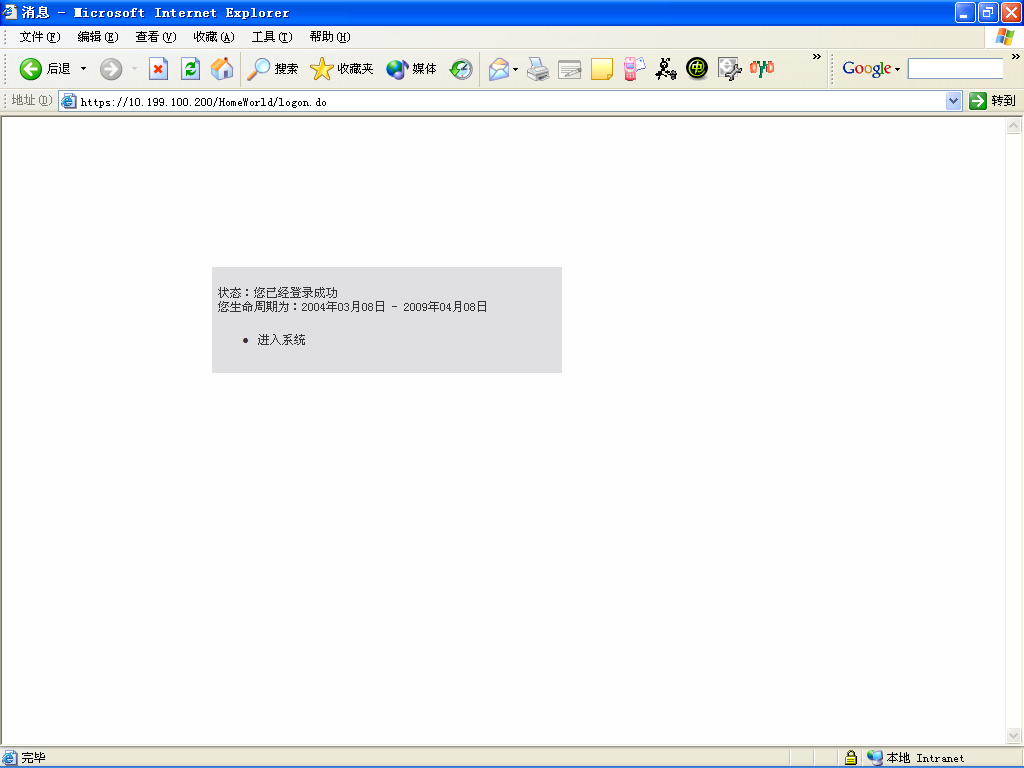 消息 - Microsoft Internet Explorer
文件(F) 编辑(E) 查看(V) 收藏(A) 工具(T) 帮助(H)
后退 搜索 收藏夹 媒体 » Google »
地址(D) https://10.199.100.200/HomeWorld/logon.do 转到
状态：您已经登录成功
您生命周期为：2004年03月08日 - 2009年04月08日
• 进入系统
完毕 本地 Intranet